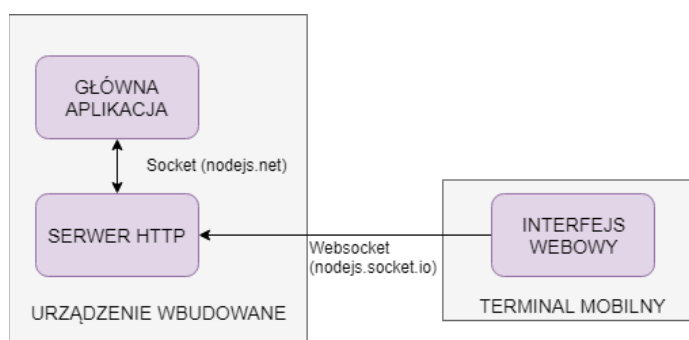 GŁÓWNA
APLIKACJA
Socket (nodejs.net)
SERWER HTTP
Websocket
(nodejs.socket.io)
INTERFEJS
WEBOWY
URZĄDZENIE WBUDOWANE
TERMINAL MOBILNY